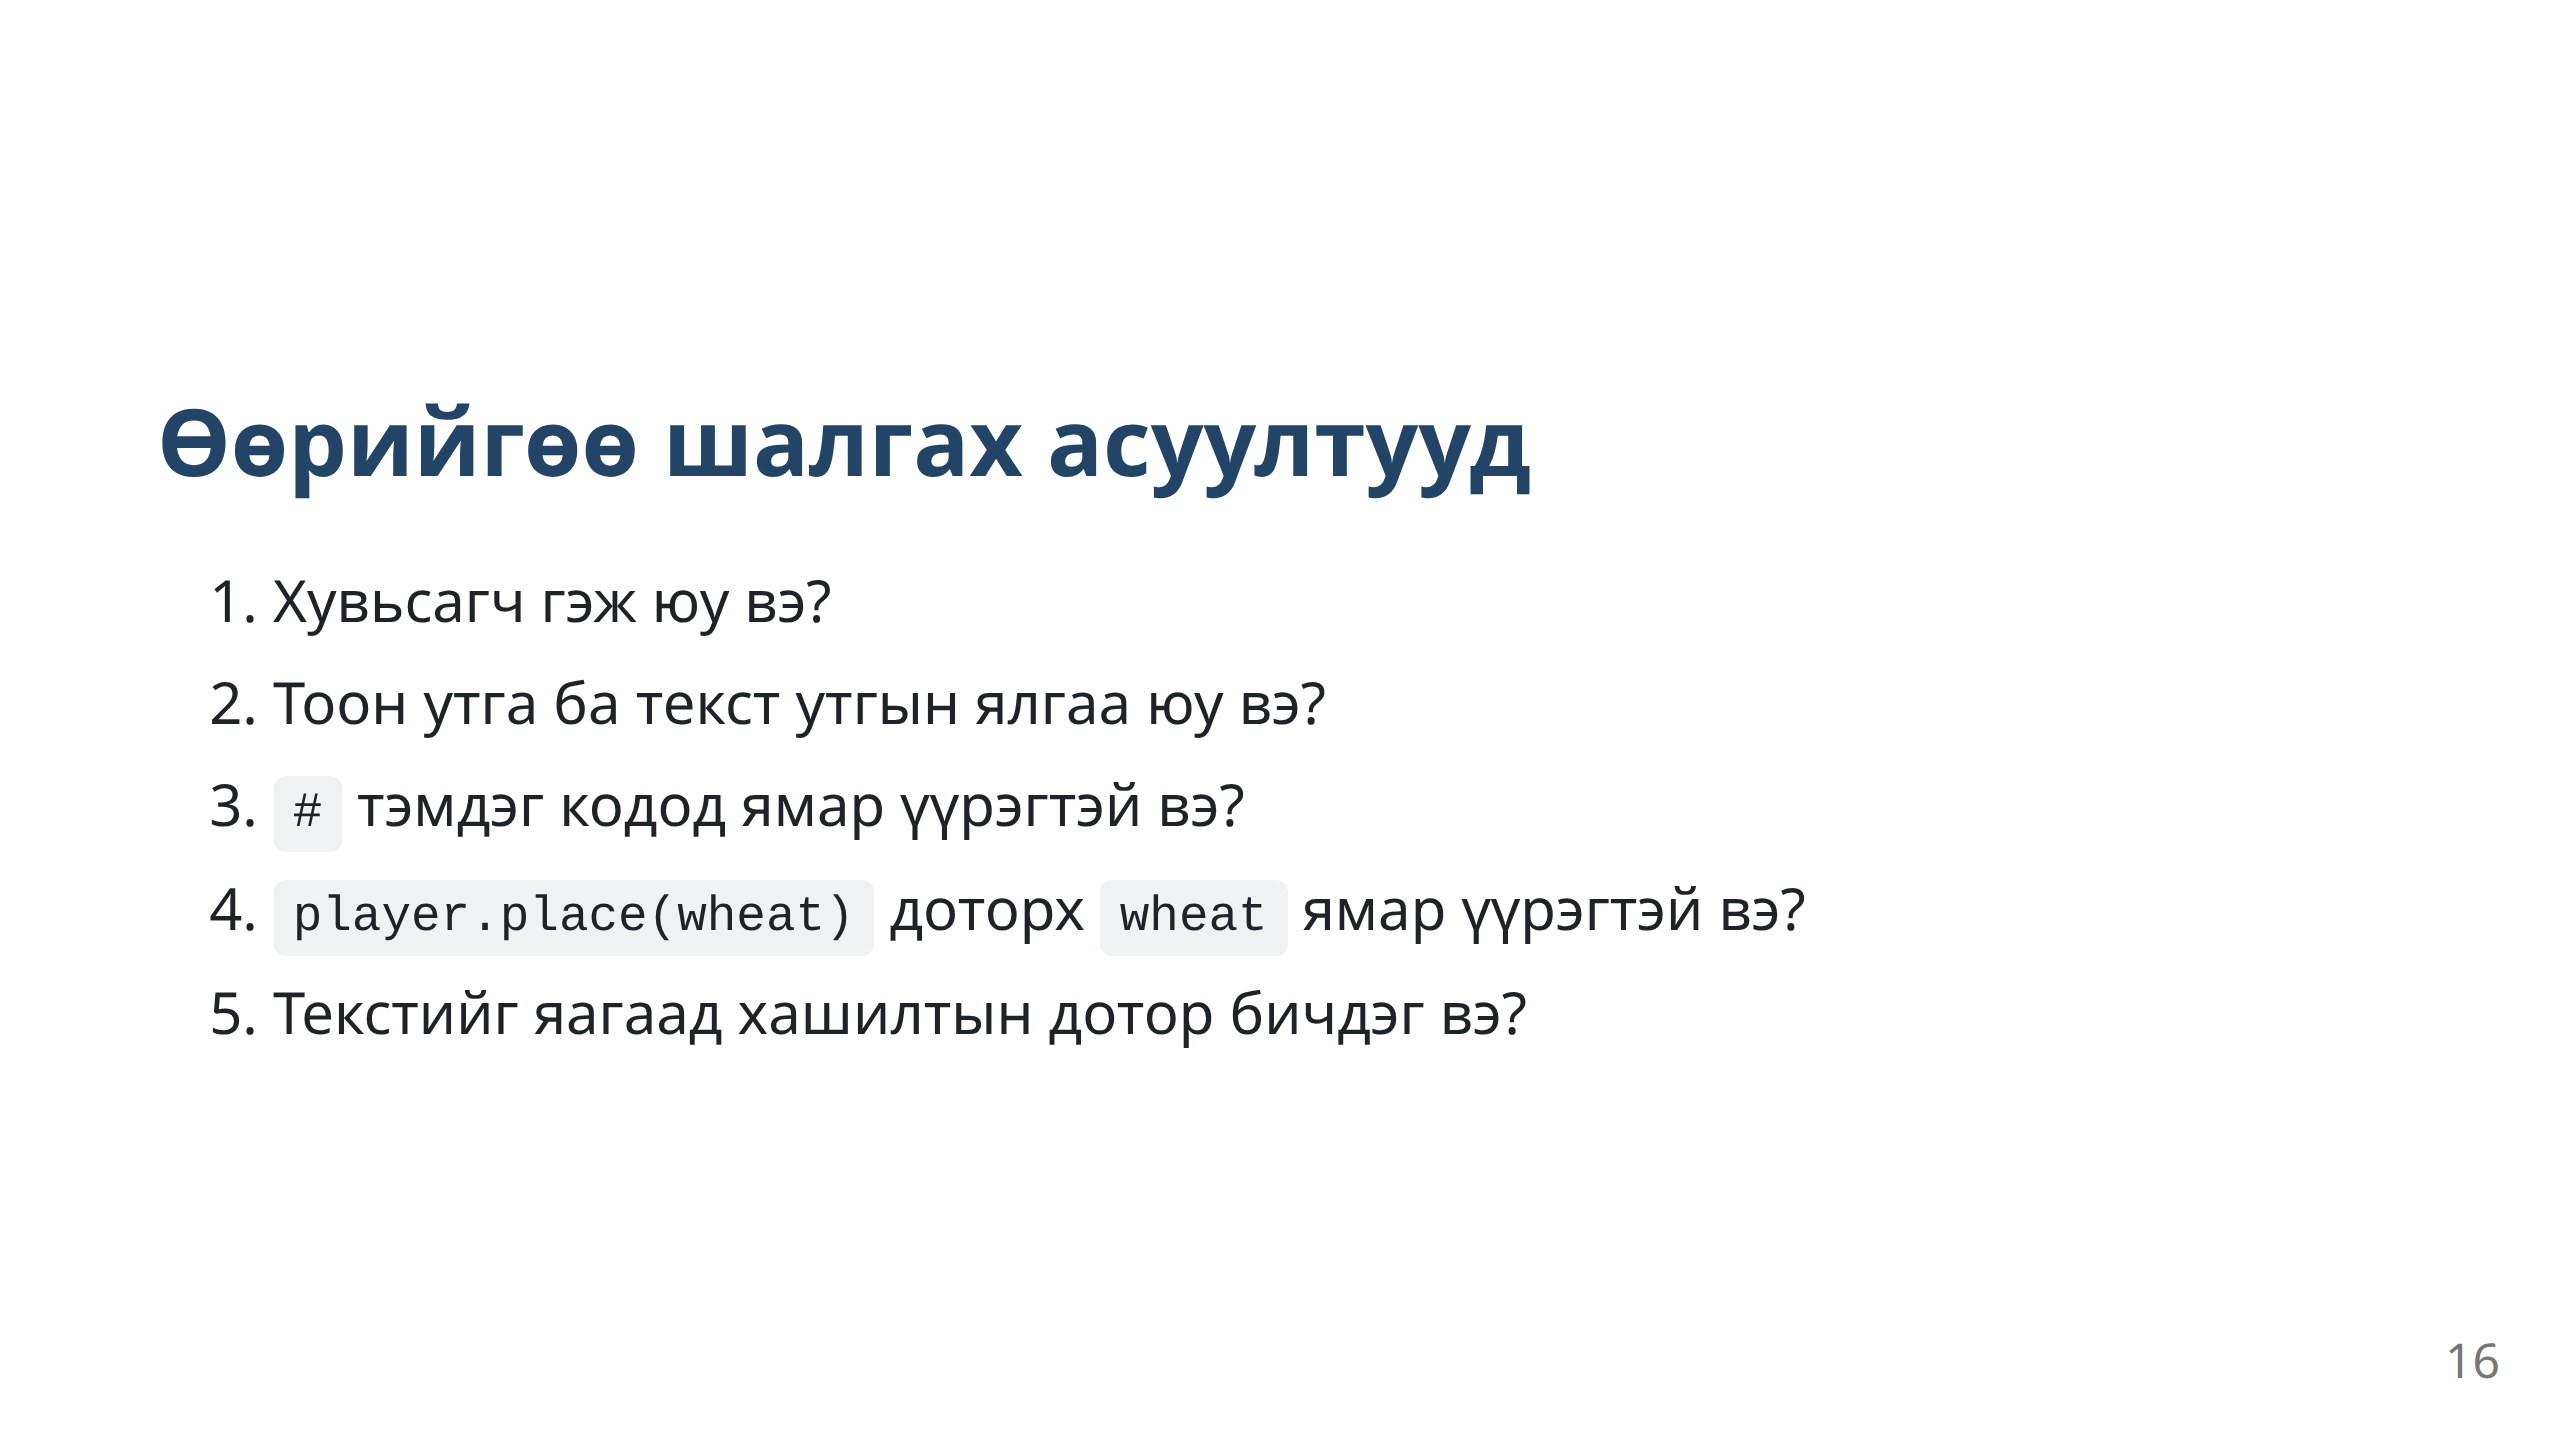 Өөрийгөө шалгах асуултууд
1. Хувьсагч гэж юу вэ?
2. Тоон утга ба текст утгын ялгаа юу вэ?
3. # тэмдэг кодод ямар үүрэгтэй вэ?
4. player.place(wheat) доторх wheat ямар үүрэгтэй вэ?
5. Текстийг яагаад хашилтын дотор бичдэг вэ?
16